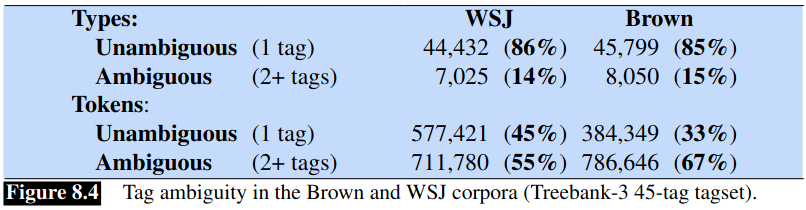 Types: WSJ Brown
Unambiguous (1 tag) 44,432 (86%) 45,799 (85%)
Ambiguous (2+ tags) 7,025 (14%) 8,050 (15%)
Tokens:
Unambiguous (1 tag) 577,421 (45%) 384,349 (33%)
Ambiguous (2+ tags) 711,780 (55%) 786,646 (67%)
Figure 8.4 Tag ambiguity in the Brown and WSJ corpora (Treebank-3 45-tag tagset).